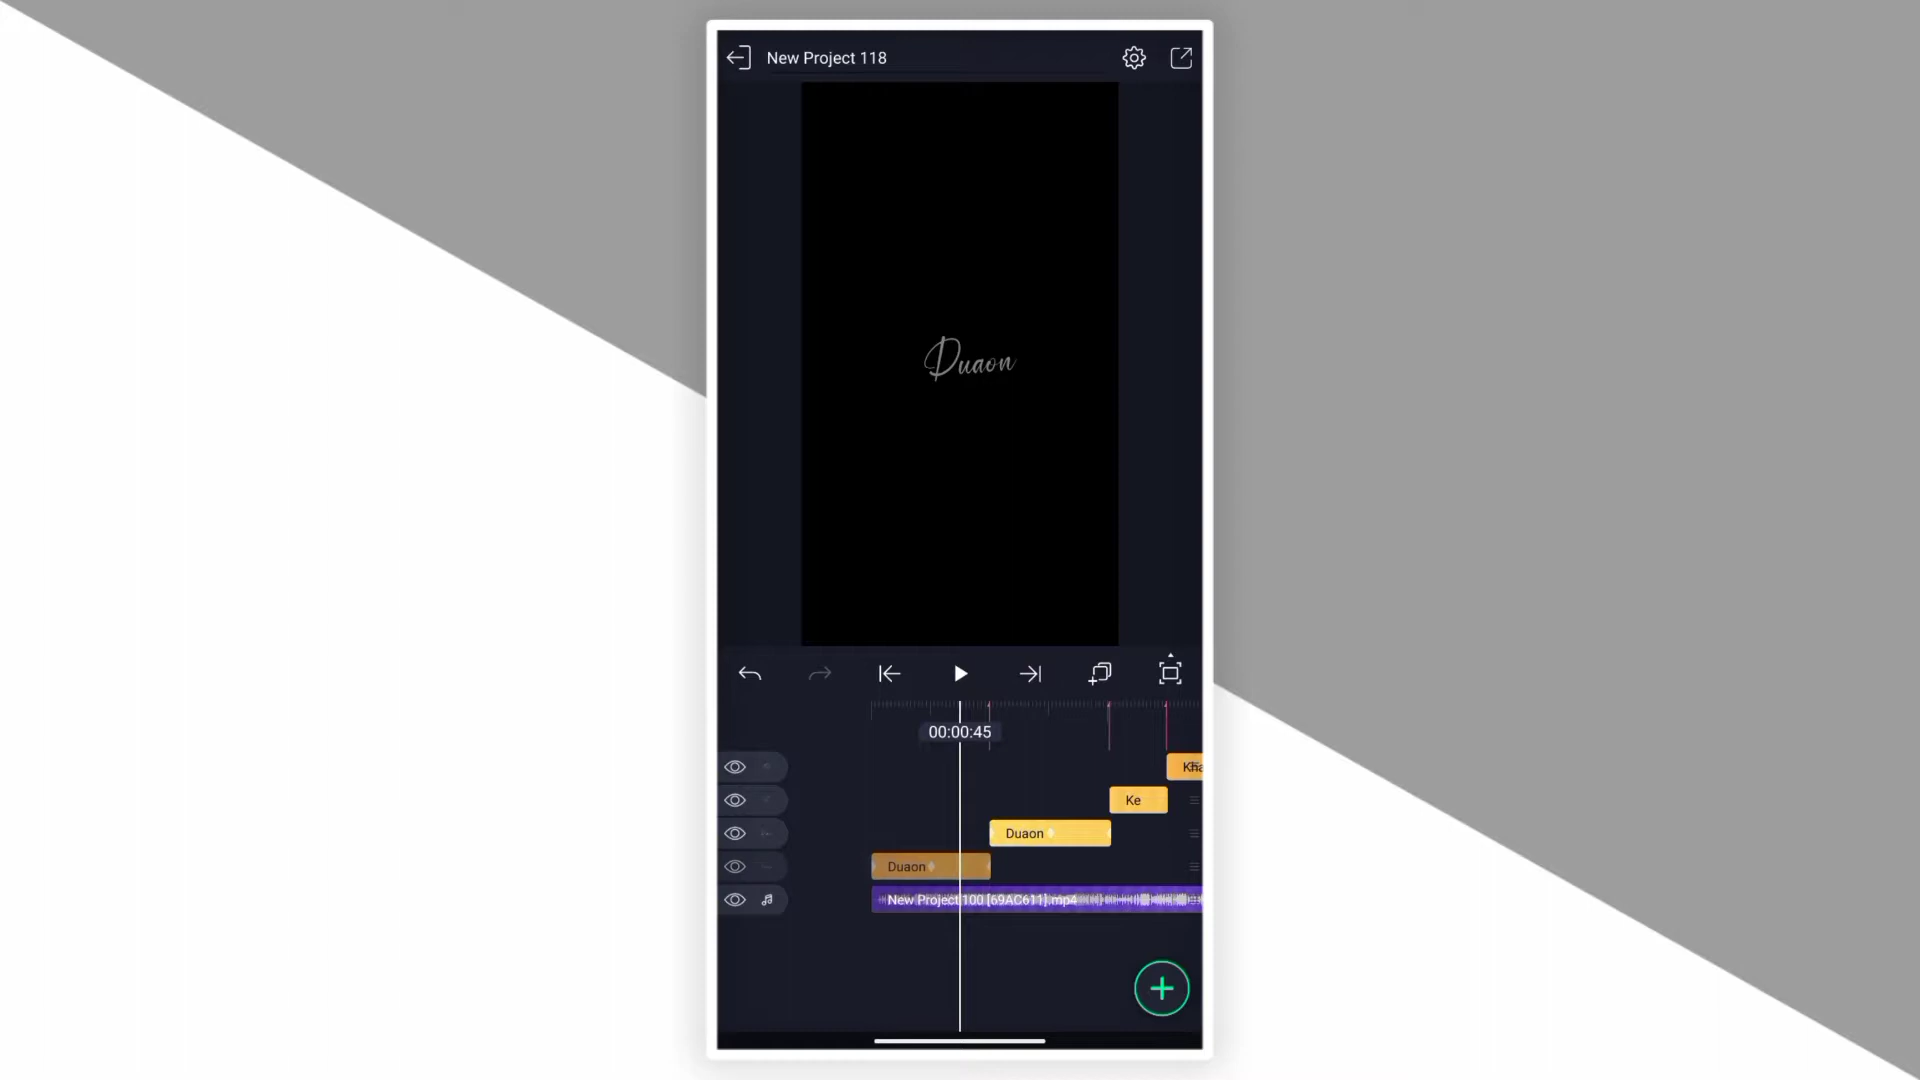 New Project 118
Duaon
00:00:45
Ke
Duaon
Duaon
New Project 100 [69AC611].mp4